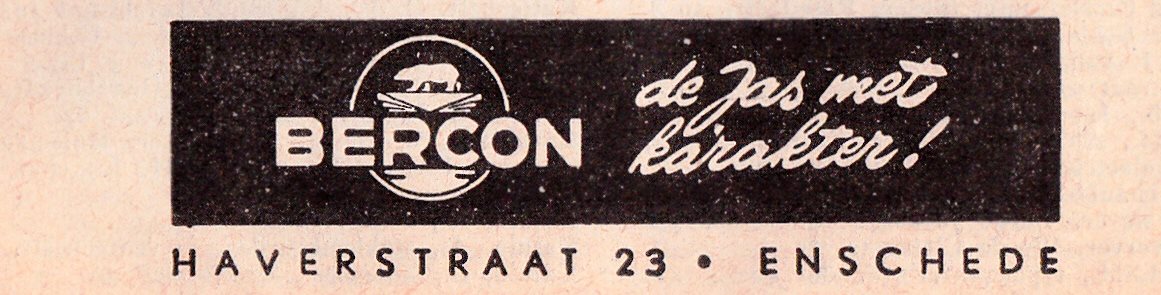 BERCON
de Jas met
karakter!
HAVERSTRAAT 23 • ENSCHEDE